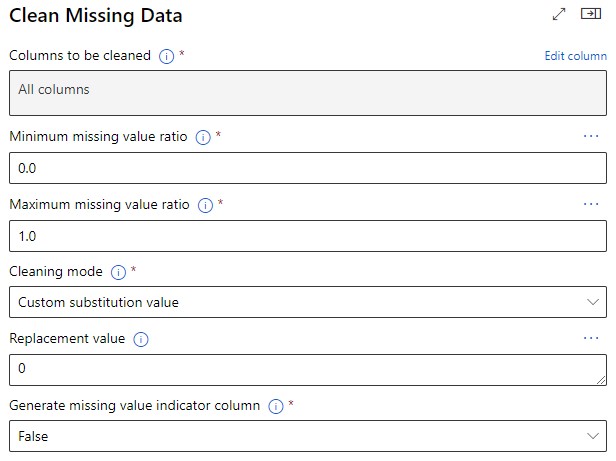 Clean Missing Data
Columns to be cleaned * Edit column
All columns
Minimum missing value ratio * ...
0.0
Maximum missing value ratio * ...
1.0
Cleaning mode *
Custom substitution value
Replacement value ...
0
Generate missing value indicator column *
False